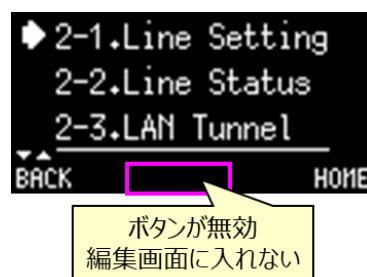 2-1.Line Setting
2-2.Line Status
2-3.LAN Tunnel
BACK HOME
ボタンが無効
編集画面に入れない